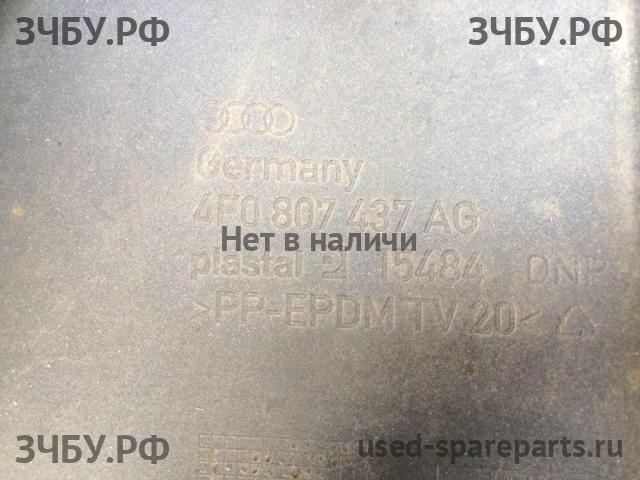 ЗЧБУ.РФ ЗЧБУ.РФ
Germany
4F0 807 437 AG
Нет в наличи
plastal 2 15484 DNP
>PP-EPDM TV 20<
ЗЧБУ.РФ used-spareparts.ru